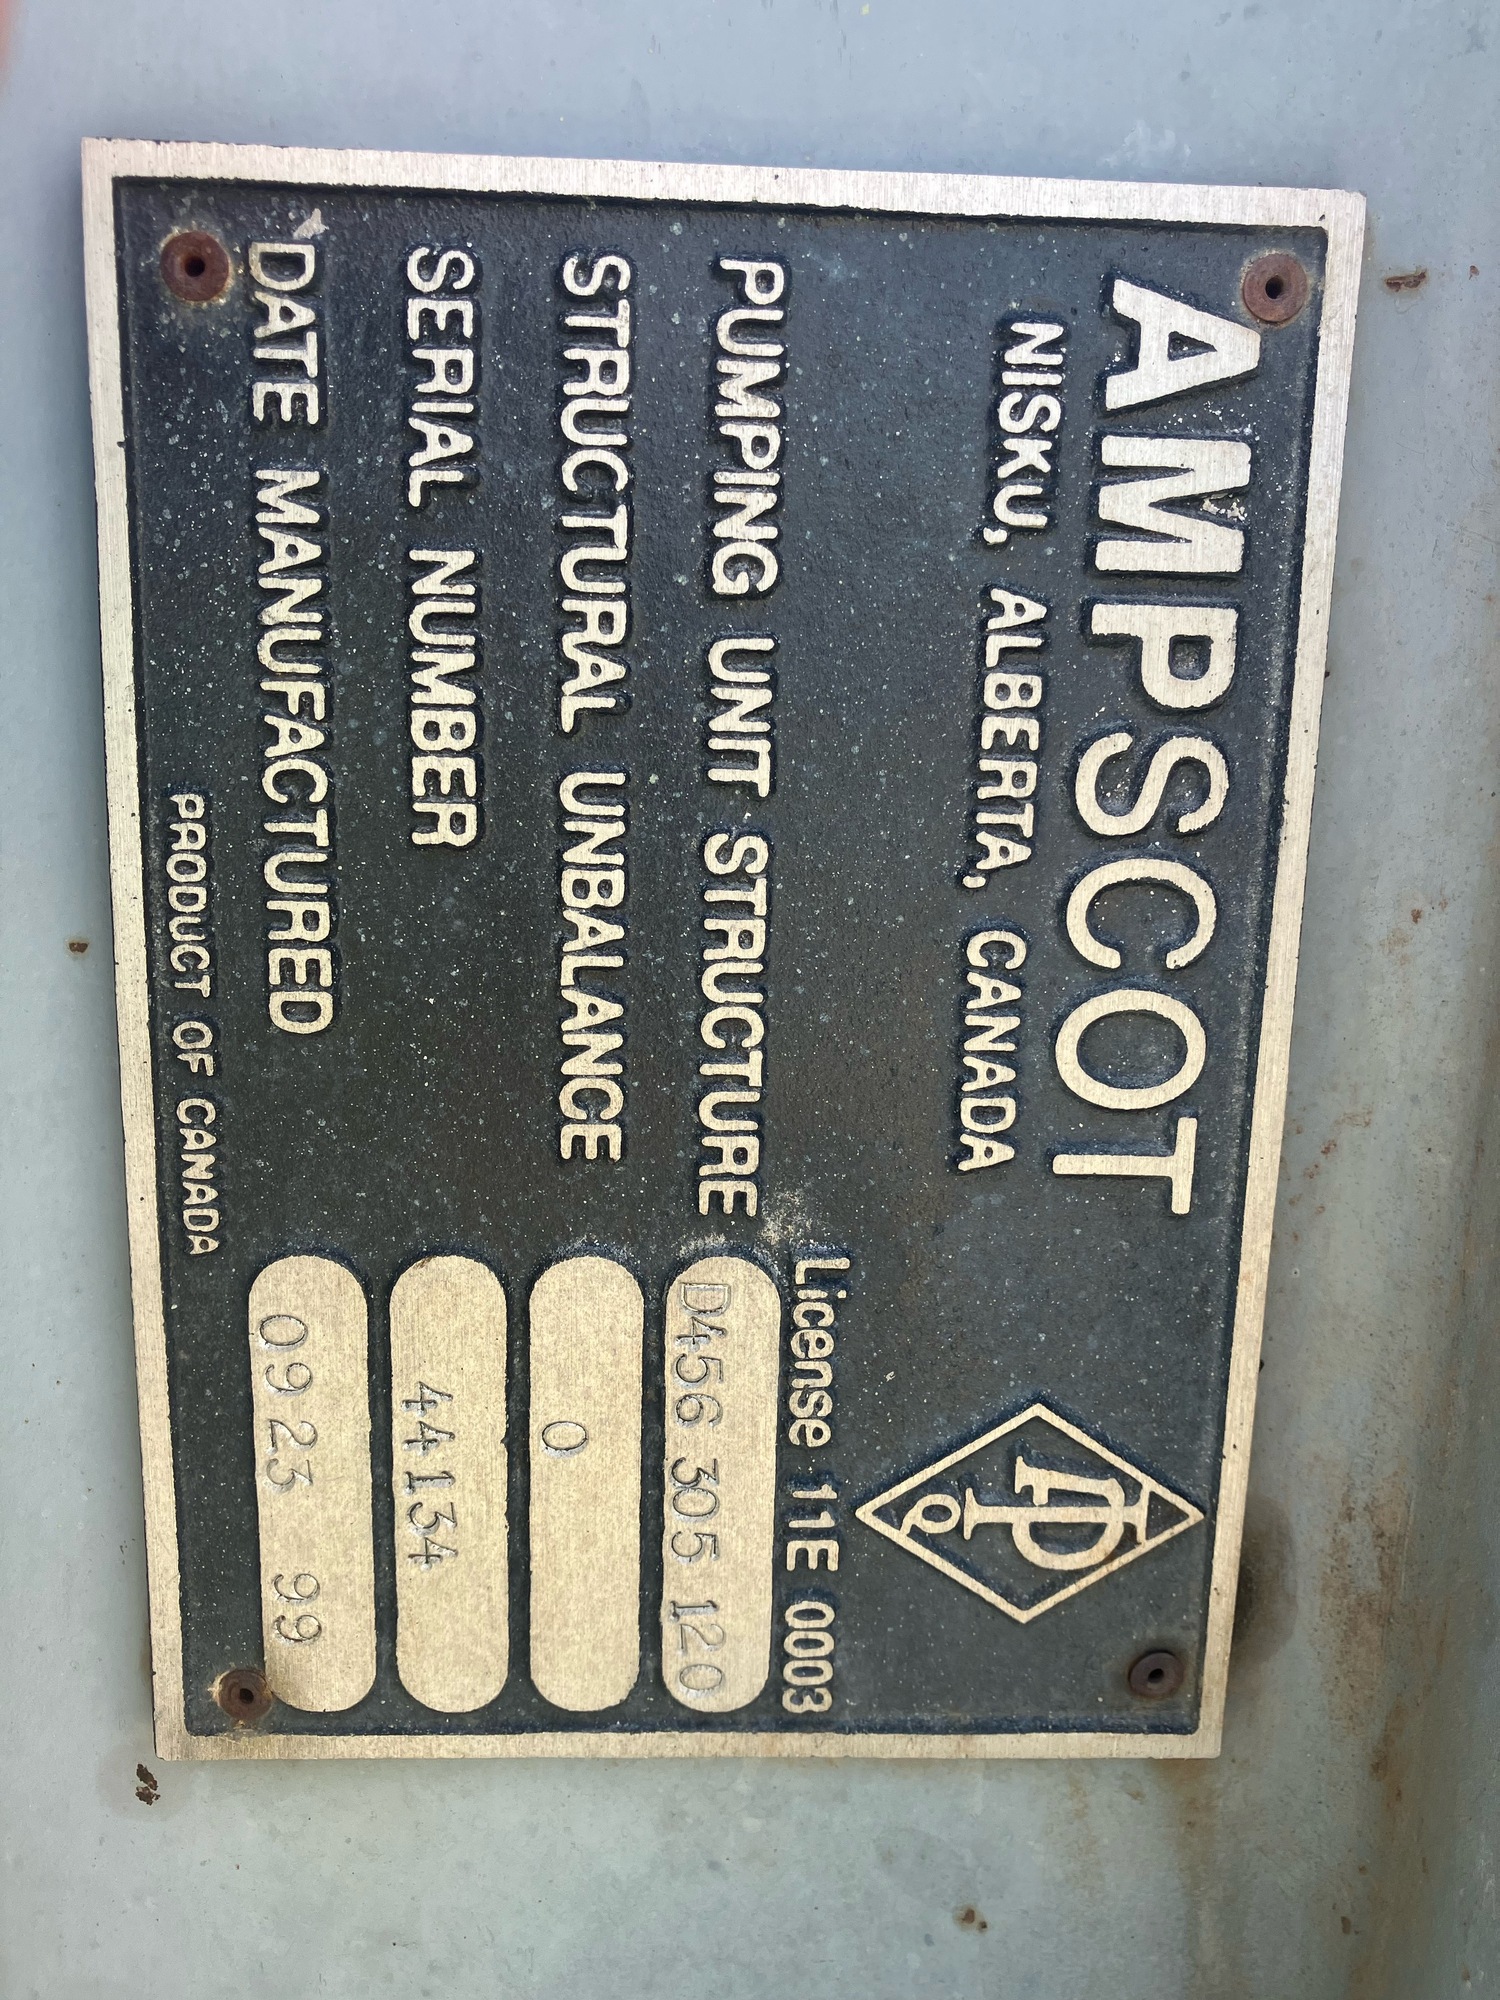 AMPSCOT
NISKU, ALBERTA, CANADA
API
License 11E 0003
PUMPING UNIT STRUCTURE D456 305 120
STRUCTURAL UNBALANCE 0
SERIAL NUMBER 44134
DATE MANUFACTURED 09 23 99
PRODUCT OF CANADA